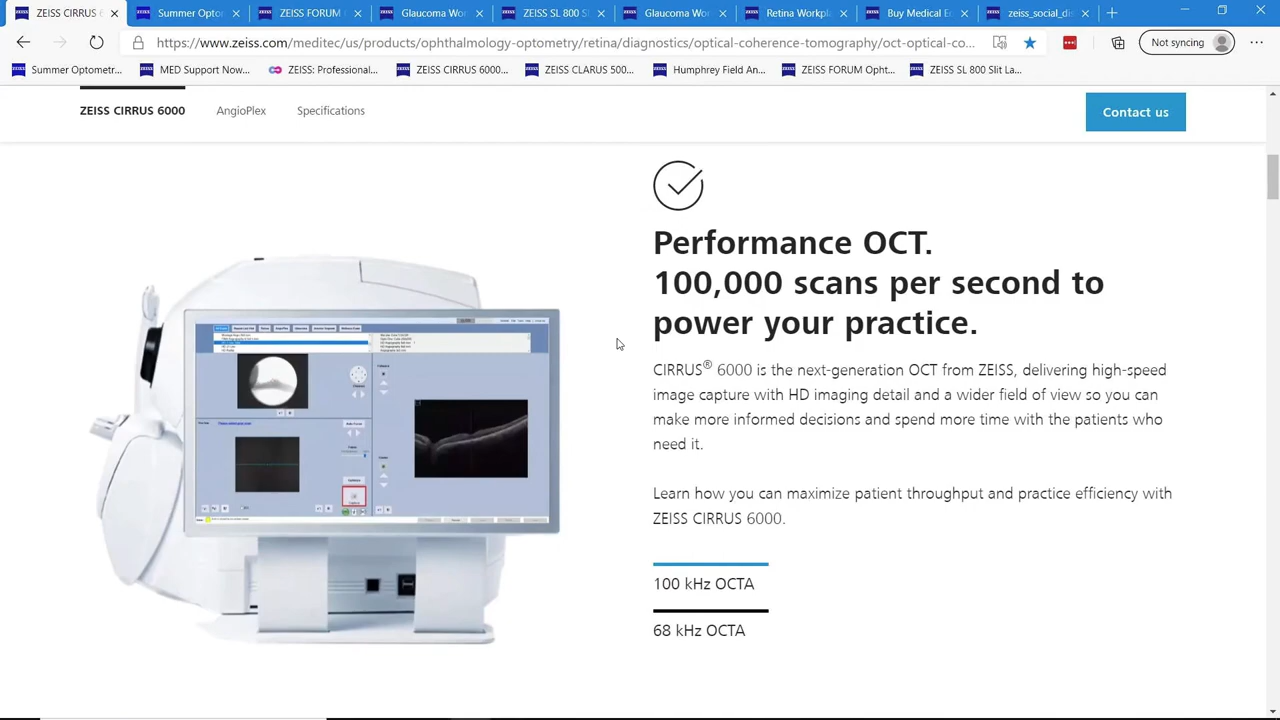 ZEISS CIRRUS 6
Summer Opton
ZEISS FORUM
Glaucoma Wo
ZEISS SL 800 S
Glaucoma Wo
Retina Workpl
Buy Medical E
zeiss_social_dis
https://www.zeiss.com/meditec/us/products/ophthalmology-optometry/retina/diagnostics/optical-coherence-tomography/oct-optical-co...
Not syncing
Summer Optometr...
MED Support Now...
ZEISS: Professional...
ZEISS CIRRUS 6000...
ZEISS CLARUS 500...
Humphrey Field An...
ZEISS FORUM Opht...
ZEISS SL 800 Slit La...
ZEISS CIRRUS 6000
AngioPlex
Specifications
Contact us
Performance OCT.
100,000 scans per second to
power your practice.
CIRRUS® 6000 is the next-generation OCT from ZEISS, delivering high-speed
image capture with HD imaging detail and a wider field of view so you can
make more informed decisions and spend more time with the patients who
need it.
Learn how you can maximize patient throughput and practice efficiency with
ZEISS CIRRUS 6000.
100 kHz OCTA
68 kHz OCTA